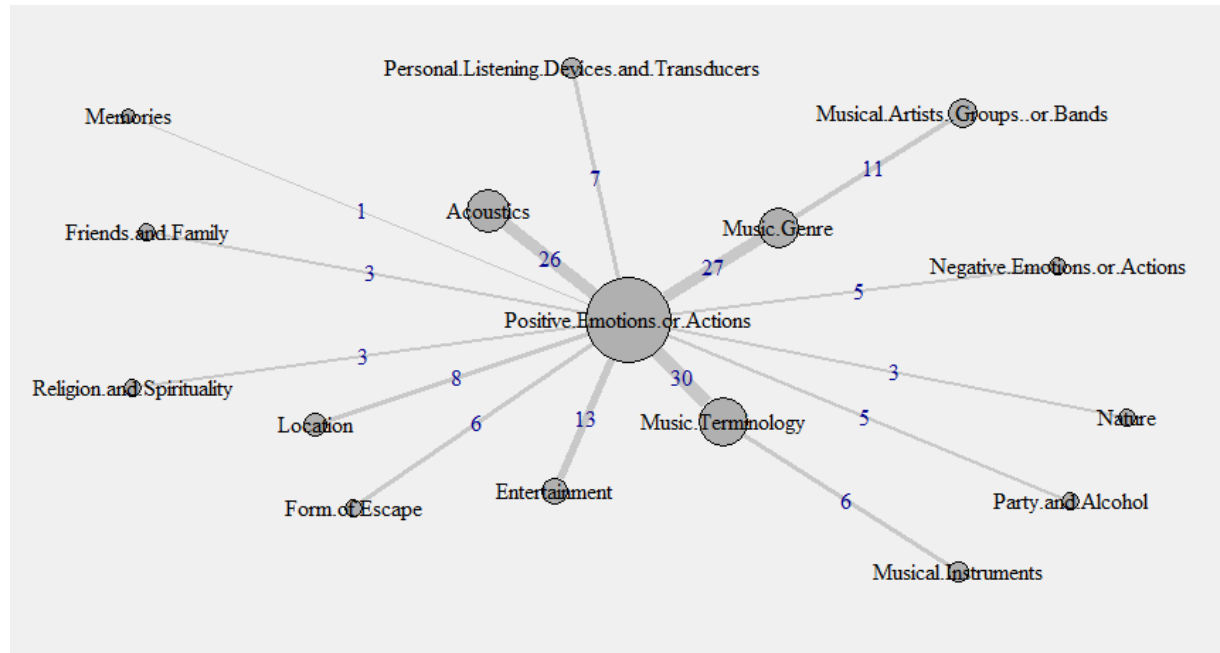 Personal.Listening.Devices.and.Transducers
Memories
Musical.Artists..Groups..or.Bands
11
7
Acoustics
1
Music.Genre
Friends.and.Family
26
27
Negative.Emotions.or.Actions
3
5
Positive.Emotions.or.Actions
3
3
Religion.and.Spirituality
8
30
Location
6
13
Music.Terminology
5
Nature
Form.of.Escape
Entertainment
6
Party.and.Alcohol
Musical.Instruments